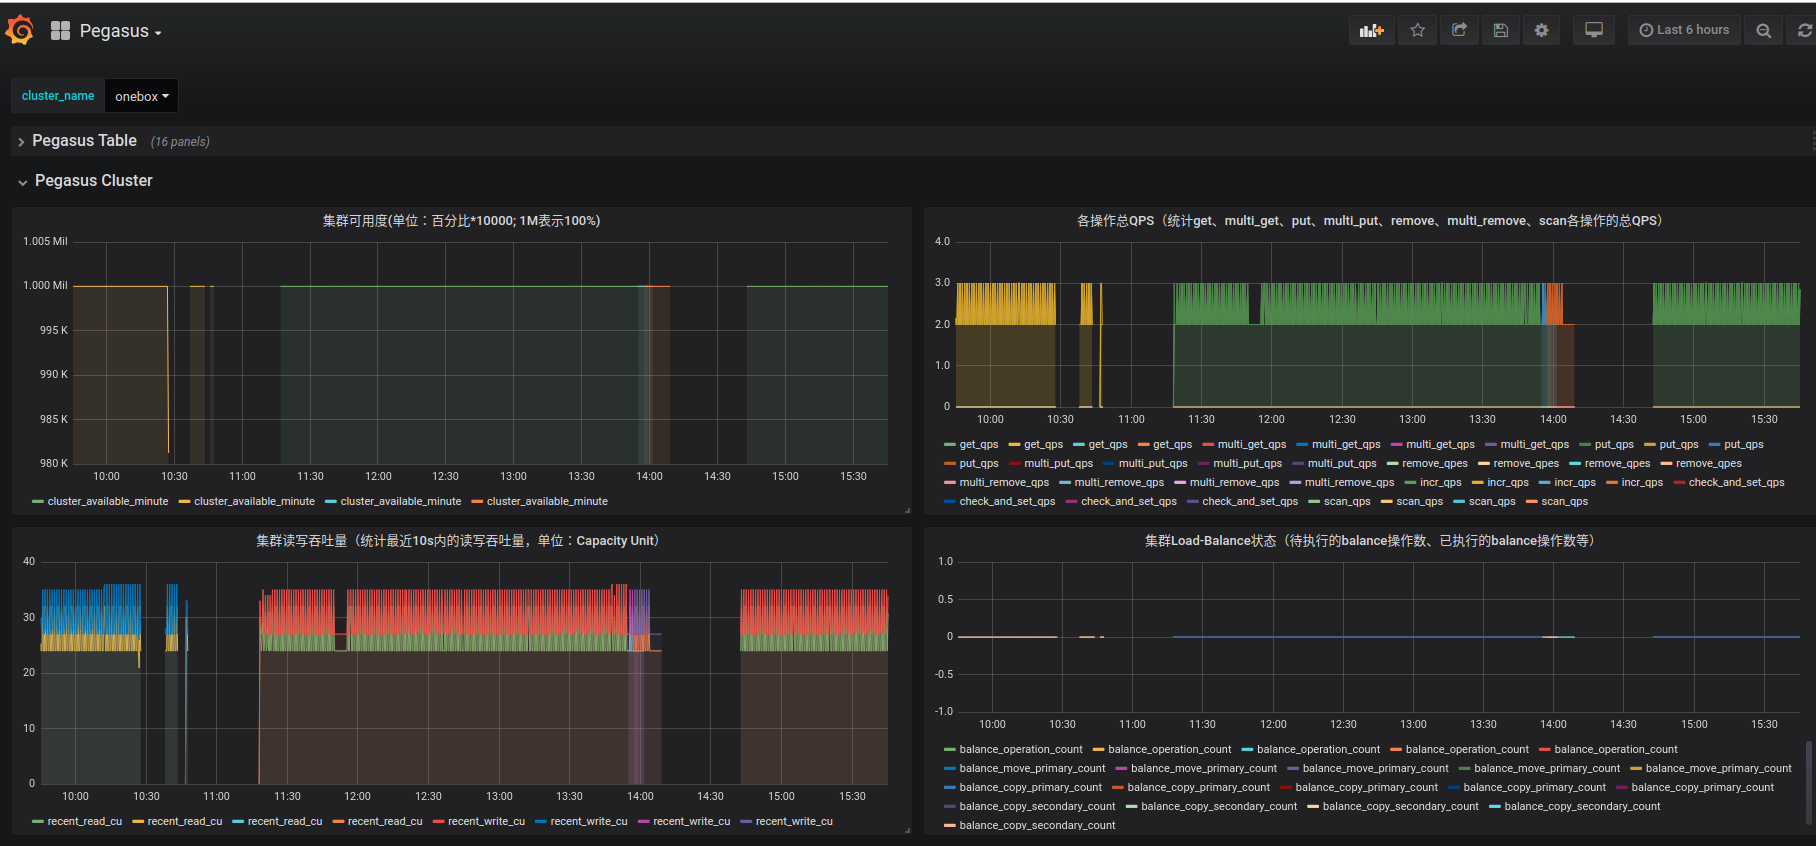 Pegasus
Last 6 hours
cluster_name onebox
Pegasus Table (16 panels)
Pegasus Cluster
集群可用度(单位：百分比*10000; 1M表示100%)
1.005 Mil
1.000 Mil
995 K
990 K
985 K
980 K
10:00 10:30 11:00 11:30 12:00 12:30 13:00 13:30 14:00 14:30 15:00 15:30
cluster_available_minute cluster_available_minute cluster_available_minute cluster_available_minute
各操作总QPS（统计get、multi_get、put、multi_put、remove、multi_remove、scan各操作的总QPS）
4.0
3.0
2.0
1.0
0
10:00 10:30 11:00 11:30 12:00 12:30 13:00 13:30 14:00 14:30 15:00 15:30
get_qps get_qps get_qps get_qps multi_get_qps multi_get_qps multi_get_qps multi_get_qps put_qps put_qps put_qps
put_qps multi_put_qps multi_put_qps multi_put_qps multi_put_qps remove_qpes remove_qpes remove_qpes remove_qpes
multi_remove_qps multi_remove_qps multi_remove_qps multi_remove_qps incr_qps incr_qps incr_qps incr_qps check_and_set_qps
check_and_set_qps check_and_set_qps check_and_set_qps scan_qps scan_qps scan_qps scan_qps
集群读写吞吐量（统计最近10s内的读写吞吐量，单位：Capacity Unit）
40
30
20
10
0
10:00 10:30 11:00 11:30 12:00 12:30 13:00 13:30 14:00 14:30 15:00 15:30
recent_read_cu recent_read_cu recent_read_cu recent_read_cu recent_write_cu recent_write_cu recent_write_cu recent_write_cu
集群Load-Balance状态（待执行的balance操作数、已执行的balance操作数等）
1.0
0.5
0
-0.5
-1.0
10:00 10:30 11:00 11:30 12:00 12:30 13:00 13:30 14:00 14:30 15:00 15:30
balance_operation_count balance_operation_count balance_operation_count balance_operation_count balance_operation_count
balance_move_primary_count balance_move_primary_count balance_move_primary_count balance_move_primary_count balance_move_primary_count
balance_copy_primary_count balance_copy_primary_count balance_copy_primary_count balance_copy_primary_count balance_copy_primary_count
balance_copy_secondary_count balance_copy_secondary_count balance_copy_secondary_count balance_copy_secondary_count
balance_copy_secondary_count